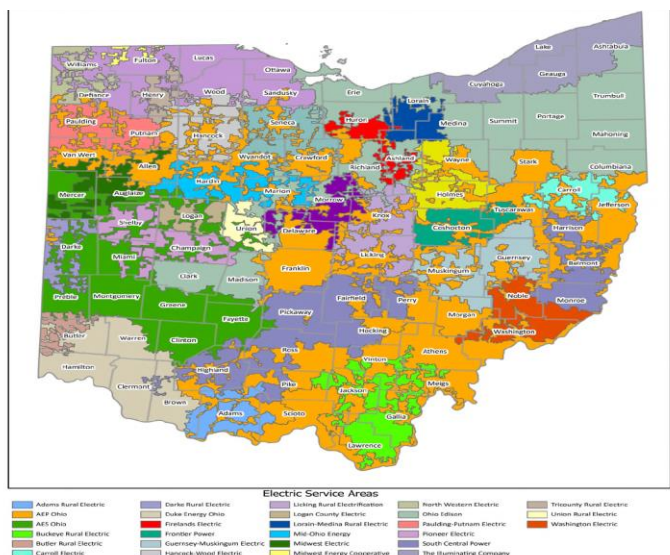 Lake Ashtabula
Williams Fulton Lucas
Ottawa Geauga
Cuyahoga
Defiance Henry Wood Sandusky Erie Lorain Trumbull
Huron Medina Summit Portage
Paulding Seneca
Putnam Hancock Mahoning
Ashland
Van Wert Wyandot Crawford Richland Wayne Stark Columbiana
Allen
Hardin Carroll
Mercer Auglaize Marion Morrow Holmes Jefferson
Logan Knox Tuscarawas
Shelby Union Coshocton Harrison
Delaware
Darke Champaign Licking Guernsey
Miami Belmont
Clark Franklin Muskingum
Madison
Preble Montgomery Fairfield Perry Noble Monroe
Greene Pickaway
Fayette Morgan
Butler Warren Clinton Hocking Washington
Ross Athens
Hamilton Highland Vinton
Clermont Pike Jackson Meigs
Brown
Adams Scioto Gallia
Lawrence
Electric Service Areas
Adams Rural Electric Darke Rural Electric Licking Rural Electrification North Western Electric Tricounty Rural Electric
AEP Ohio Duke Energy Ohio Logan County Electric Ohio Edison Union Rural Electric
AES Ohio Firelands Electric Lorain-Medina Rural Electric Paulding-Putnam Electric Washington Electric
Buckeye Rural Electric Frontier Power Mid-Ohio Energy Pioneer Electric
Butler Rural Electric Guernsey-Muskingum Electric Midwest Electric South Central Power
Carroll Electric Hancock-Wood Electric Midwest Energy Cooperative The Illuminating Company